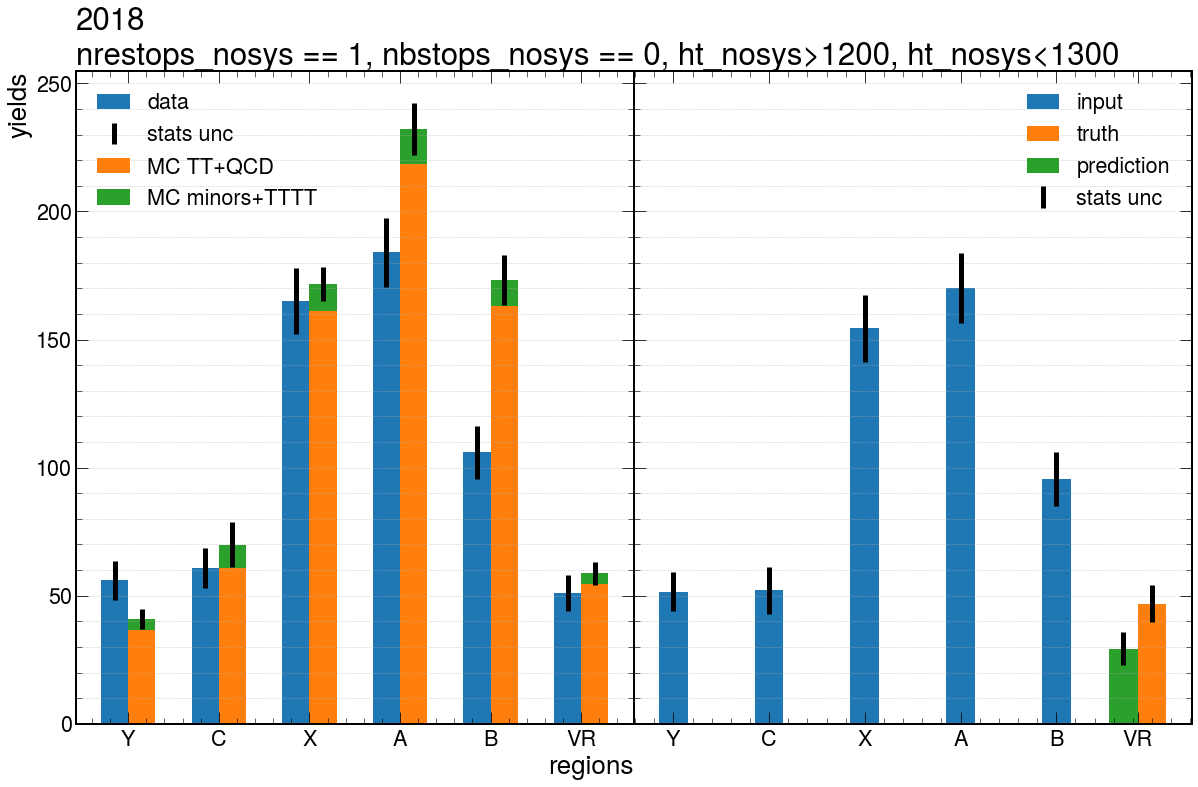 2018
nrestops_nosys == 1, nbstops_nosys == 0, ht_nosys>1200, ht_nosys<1300
yields
250
200
150
100
50
0
data
stats unc
MC TT+QCD
MC minors+TTTT
input
truth
prediction
stats unc
Y C X A B VR
Y C X A B VR
regions